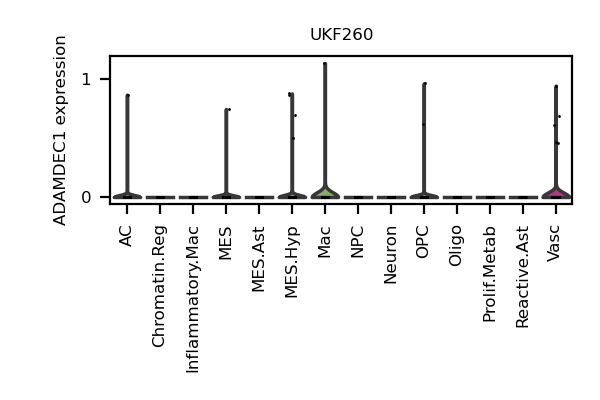 UKF260
ADAMDEC1 expression
1
0
AC
Chromatin.Reg
Inflammatory.Mac
MES
MES.Ast
MES.Hyp
Mac
NPC
Neuron
OPC
Oligo
Prolif.Metab
Reactive.Ast
Vasc